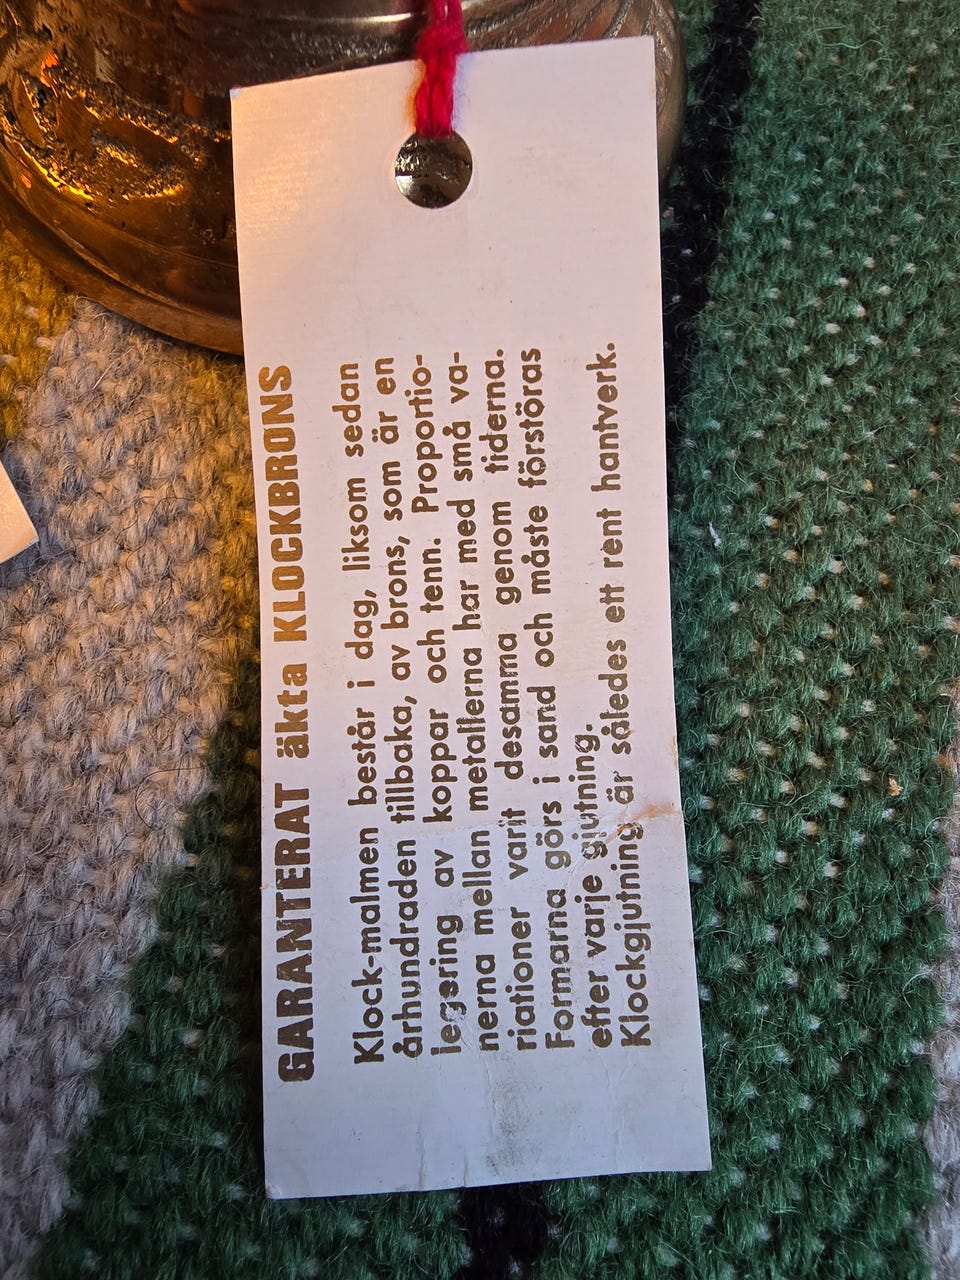 GARANTERAT äkta KLOCKBRONS
Klock-malmen består i dag, liksom sedan
århundraden tillbaka, av brons, som är en
legering av koppar och tenn. Proportio-
nerna mellan metallerna har med små va-
riationer varit desamma genom tiderna.
Formarna görs i sand och måste förstöras
efter varje gjutning.
Klockgjutning är således ett rent hantverk.